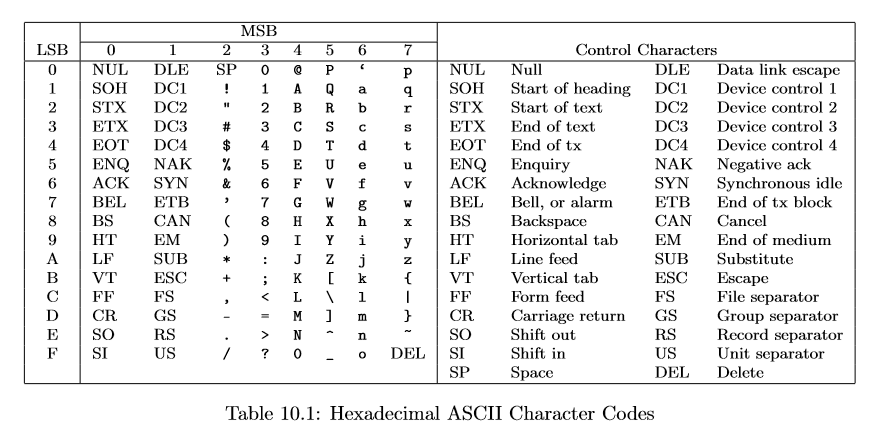 MSB
LSB 0 1 2 3 4 5 6 7 Control Characters
0 NUL DLE SP 0 @ P ‘ p NUL Null DLE Data link escape
1 SOH DC1 ! 1 A Q a q SOH Start of heading DC1 Device control 1
2 STX DC2 " 2 B R b r STX Start of text DC2 Device control 2
3 ETX DC3 # 3 C S c s ETX End of text DC3 Device control 3
4 EOT DC4 $ 4 D T d t EOT End of tx DC4 Device control 4
5 ENQ NAK % 5 E U e u ENQ Enquiry NAK Negative ack
6 ACK SYN & 6 F V f v ACK Acknowledge SYN Synchronous idle
7 BEL ETB ’ 7 G W g w BEL Bell, or alarm ETB End of tx block
8 BS CAN ( 8 H X h x BS Backspace CAN Cancel
9 HT EM ) 9 I Y i y HT Horizontal tab EM End of medium
A LF SUB * : J Z j z LF Line feed SUB Substitute
B VT ESC + ; K [ k { VT Vertical tab ESC Escape
C FF FS , < L \ l | FF Form feed FS File separator
D CR GS - = M ] m } CR Carriage return GS Group separator
E SO RS . > N ^ n ~ SO Shift out RS Record separator
F SI US / ? O _ o DEL SI Shift in US Unit separator
SP Space DEL Delete
Table 10.1: Hexadecimal ASCII Character Codes